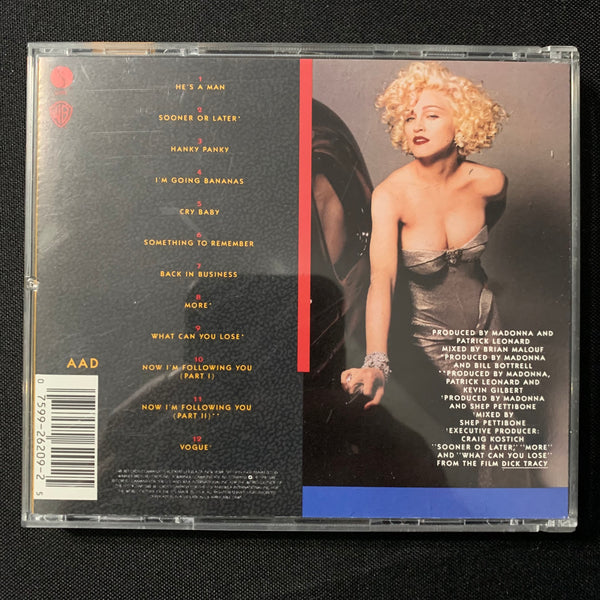 1
HE'S A MAN
2
SOONER OR LATER*
3
HANKY PANKY
4
I'M GOING BANANAS
5
CRY BABY
6
SOMETHING TO REMEMBER
7
BACK IN BUSINESS
8
MORE*
9
WHAT CAN YOU LOSE*
10
NOW I'M FOLLOWING YOU
(PART I)
11
NOW I'M FOLLOWING YOU
(PART II)**
12
VOGUE
AAD
0 7599-26209-2 5
PRODUCED BY MADONNA AND
PATRICK LEONARD
MIXED BY BRIAN MALOUF
*PRODUCED BY MADONNA
AND BILL BOTTRELL
**PRODUCED BY MADONNA,
PATRICK LEONARD AND
KEVIN GILBERT
'PRODUCED BY MADONNA
AND SHEP PETTIBONE
'MIXED BY
SHEP PETTIBONE
'EXECUTIVE PRODUCER:
CRAIG KOSTICH
"SOONER OR LATER," "MORE"
AND "WHAT CAN YOU LOSE"
FROM THE FILM DICK TRACY